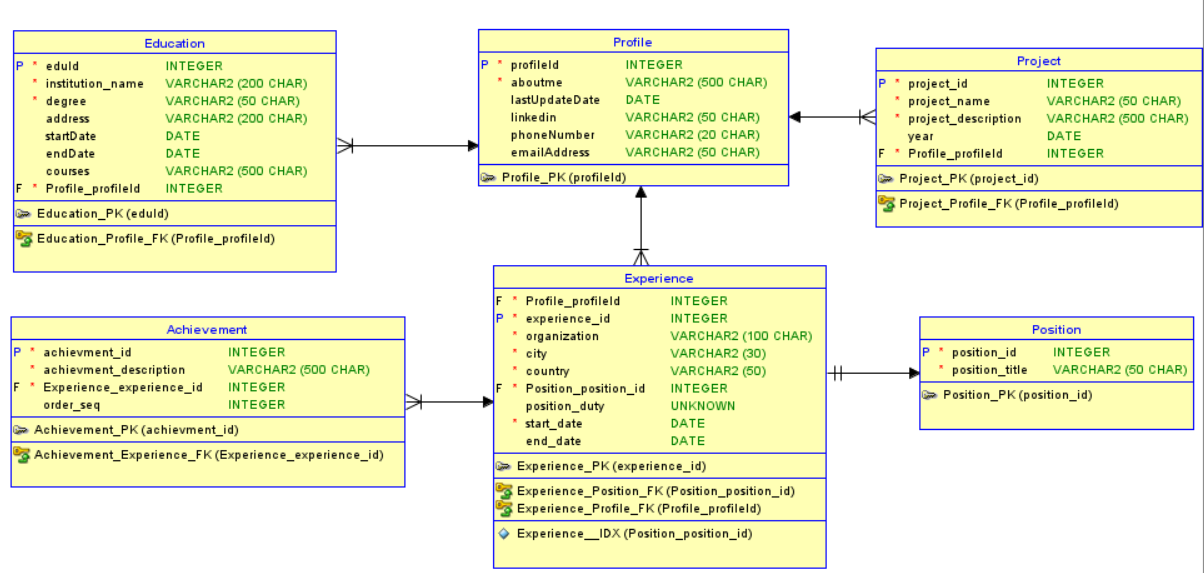 Education
P * eduId INTEGER
* institution_name VARCHAR2 (200 CHAR)
* degree VARCHAR2 (50 CHAR)
address VARCHAR2 (200 CHAR)
startDate DATE
endDate DATE
courses VARCHAR2 (500 CHAR)
F * Profile_profileId INTEGER
Education_PK (eduId)
Education_Profile_FK (Profile_profileId)
Profile
P * profileId INTEGER
* aboutme VARCHAR2 (500 CHAR)
lastUpdateDate DATE
linkedin VARCHAR2 (50 CHAR)
phoneNumber VARCHAR2 (20 CHAR)
emailAddress VARCHAR2 (50 CHAR)
Profile_PK (profileId)
Project
P * project_id INTEGER
* project_name VARCHAR2 (50 CHAR)
* project_description VARCHAR2 (500 CHAR)
year DATE
F * Profile_profileId INTEGER
Project_PK (project_id)
Project_Profile_FK (Profile_profileId)
Achievement
P * achievment_id INTEGER
* achievment_description VARCHAR2 (500 CHAR)
F * Experience_experience_id INTEGER
order_seq INTEGER
Achievement_PK (achievment_id)
Achievement_Experience_FK (Experience_experience_id)
Experience
F * Profile_profileId INTEGER
P * experience_id INTEGER
* organization VARCHAR2 (100 CHAR)
* city VARCHAR2 (30)
* country VARCHAR2 (50)
F * Position_position_id INTEGER
position_duty UNKNOWN
* start_date DATE
end_date DATE
Experience_PK (experience_id)
Experience_Position_FK (Position_position_id)
Experience_Profile_FK (Profile_profileId)
Experience__IDX (Position_position_id)
Position
P * position_id INTEGER
* position_title VARCHAR2 (50 CHAR)
Position_PK (position_id)